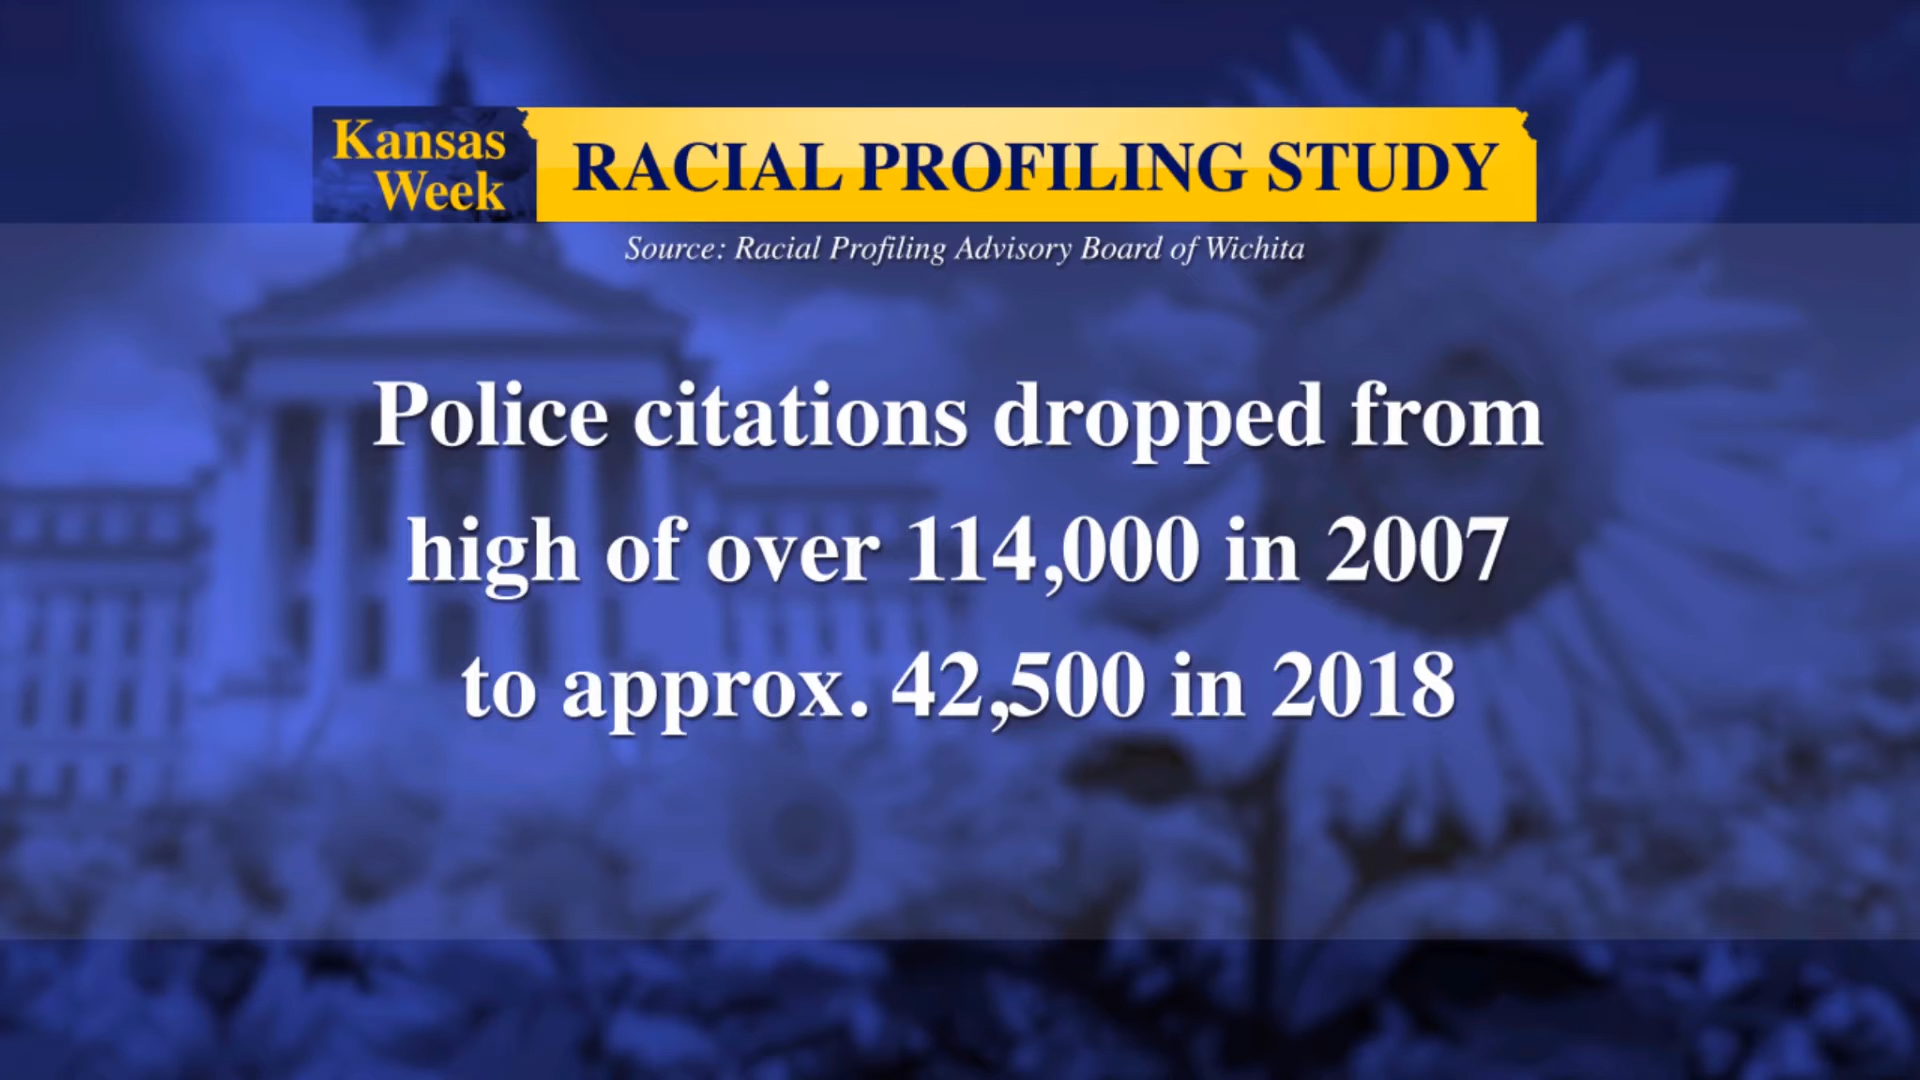 Kansas
Week
RACIAL PROFILING STUDY
Source: Racial Profiling Advisory Board of Wichita
Police citations dropped from
high of over 114,000 in 2007
to approx. 42,500 in 2018